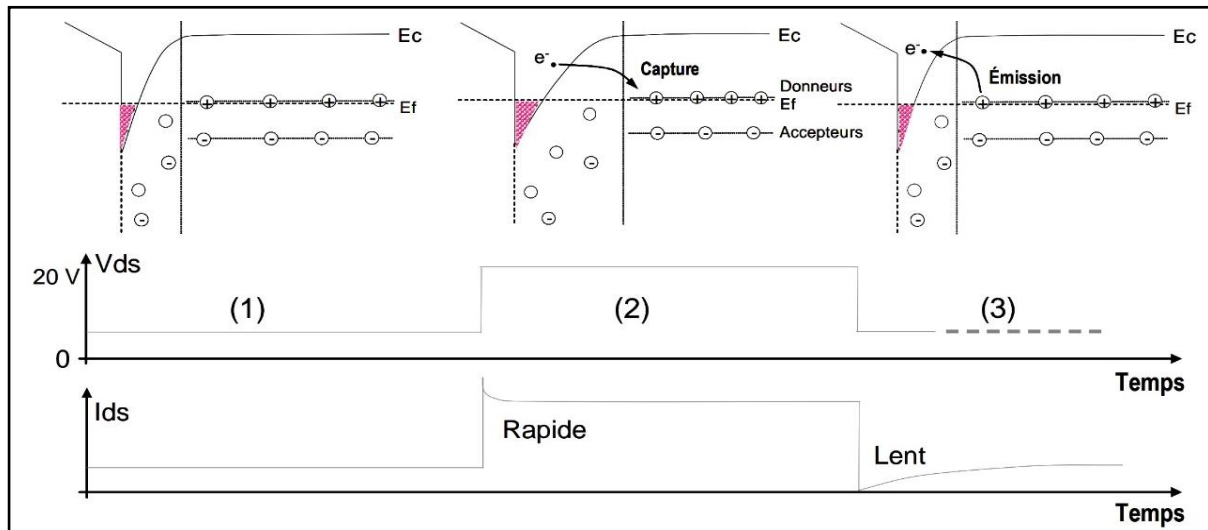 Ec
Ef
e-
Capture
Ec
Donneurs
Ef
Accepteurs
e-
Émission
Ec
Ef
Vds
20 V
(1)
(2)
(3)
0
Temps
Ids
Rapide
Lent
Temps